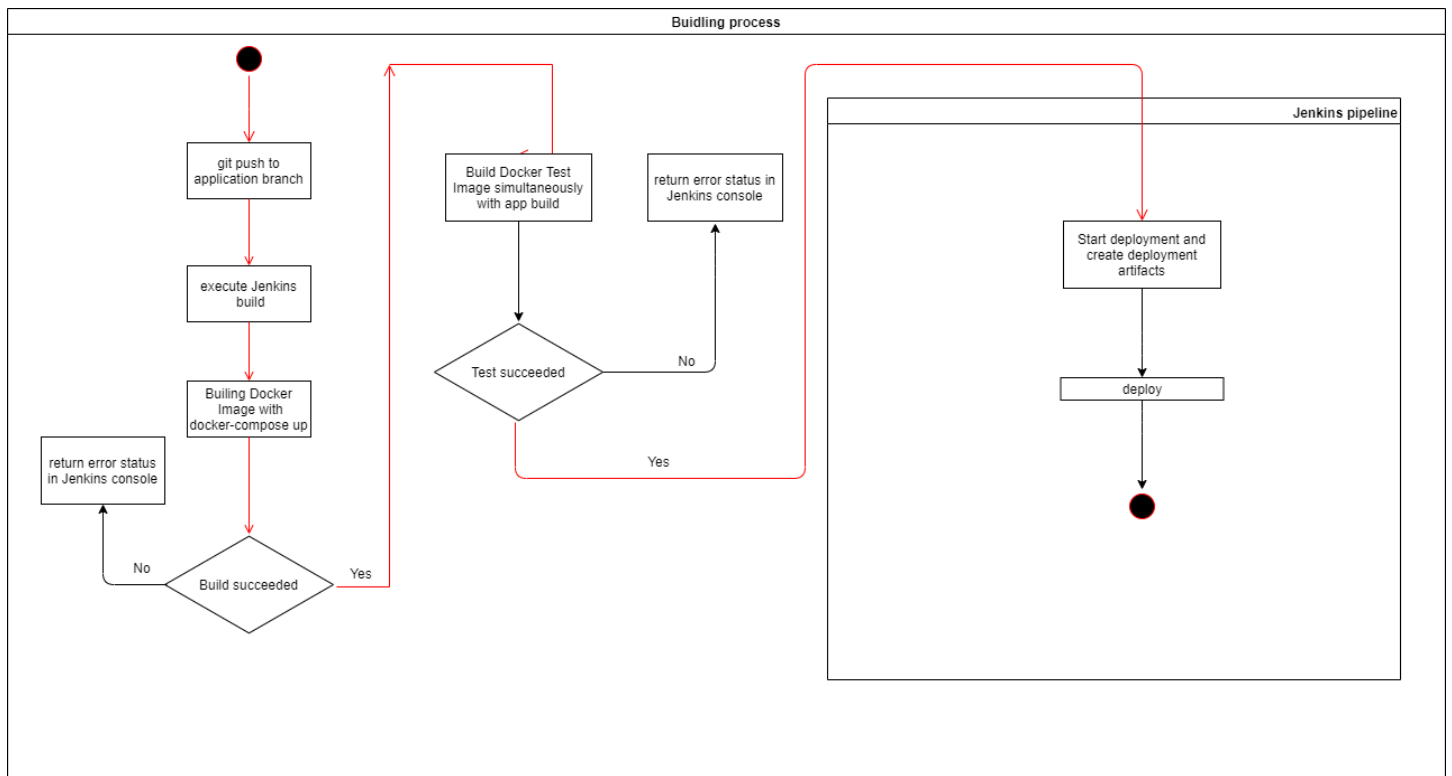 Buidling process
git push to
application branch
execute Jenkins
build
Builing Docker
Image with
docker-compose up
return error status
in Jenkins console
No
Build succeeded
Yes
Build Docker Test
Image simultaneously
with app build
return error status in
Jenkins console
Test succeeded
No
Yes
Jenkins pipeline
Start deployment and
create deployment
artifacts
deploy